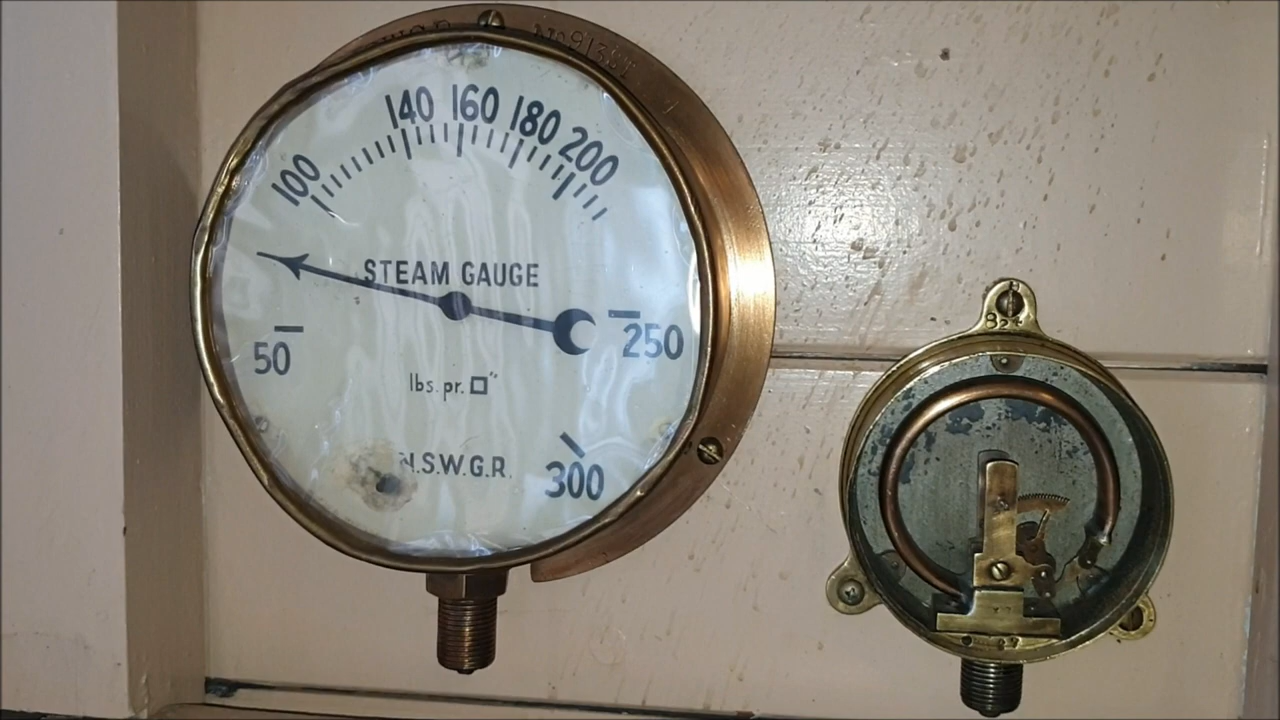 100 140 160 180 200
STEAM GAUGE
50 250
lbs. pr. □"
N.S.W.G.R.
300